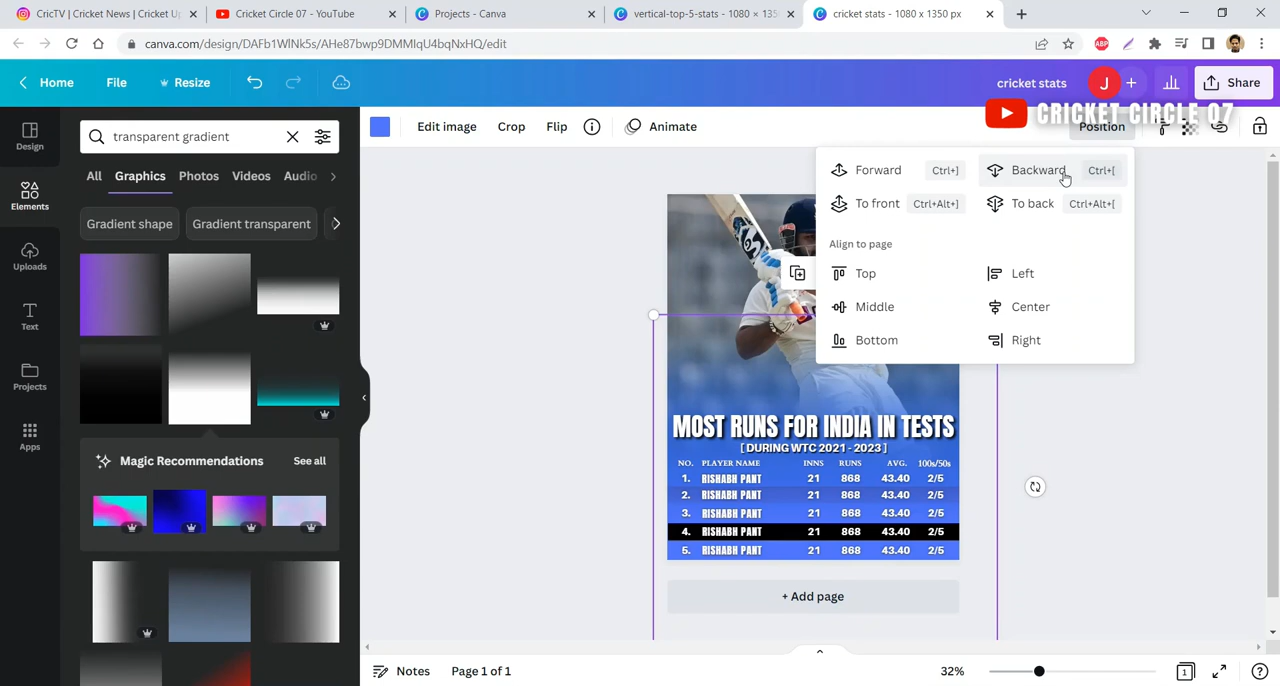 CricTV | Cricket News | Cricket Up
Cricket Circle 07 - YouTube
Projects - Canva
vertical-top-5-stats - 1080 × 135
cricket stats - 1080 x 1350 px
canva.com/design/DAFb1WlNk5s/AHe87bwp9DMMIqU4bqNxHQ/edit
ABP
Home
File
Resize
cricket stats
J
Share
CRICKET CIRCLE 07
Design
transparent gradient
Edit image
Crop
Flip
Animate
Position
Elements
All
Graphics
Photos
Videos
Audio
Forward
Ctrl+]
Backward
Ctrl+[
To front
Ctrl+Alt+]
To back
Ctrl+Alt+[
Gradient shape
Gradient transparent
Align to page
Uploads
Top
Left
Text
Middle
Center
Bottom
Right
Projects
Apps
MOST RUNS FOR INDIA IN TESTS
[ DURING WTC 2021 - 2023 ]
NO. PLAYER NAME INNS RUNS AVG. 100s/50s
1. RISHABH PANT 21 868 43.40 2/5
2. RISHABH PANT 21 868 43.40 2/5
3. RISHABH PANT 21 868 43.40 2/5
4. RISHABH PANT 21 868 43.40 2/5
5. RISHABH PANT 21 868 43.40 2/5
Magic Recommendations
See all
+ Add page
Notes
Page 1 of 1
32%
1